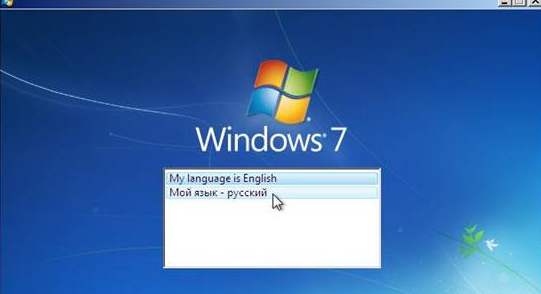 Windows 7
My language is English
Мой язык - русский